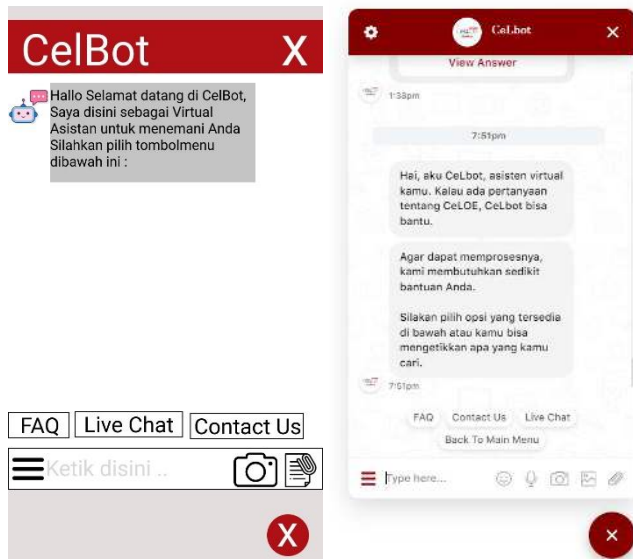 CelBot X
Hallo Selamat datang di CelBot,
Saya disini sebagai Virtual
Asistan untuk menemani Anda
Silahkan pilih tombolmenu
dibawah ini :
FAQ Live Chat Contact Us
Ketik disini ..
X
CeLbot
View Answer
1:38pm
7:51pm
Hai, aku CeLbot, asisten virtual
kamu. Kalau ada pertanyaan
tentang CeLOE, CeLbot bisa
bantu.
Agar dapat memprosesnya,
kami membutuhkan sedikit
bantuan Anda.
Silakan pilih opsi yang tersedia
di bawah atau kamu bisa
mengetikkan apa yang kamu
cari.
7:51pm
FAQ Contact Us Live Chat
Back To Main Menu
Type here...